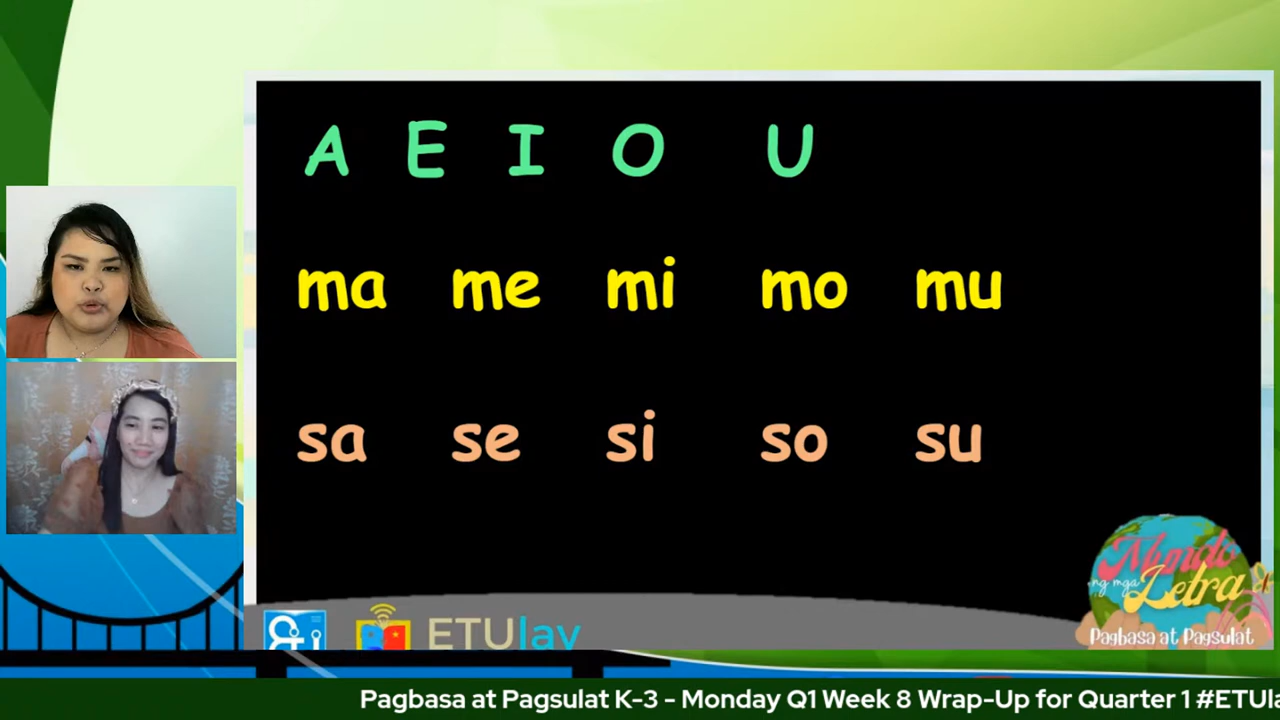 A E I O U
ma me mi mo mu
sa se si so su
Mundo
ng mga
Letra
Pagbasa at Pagsulat
ETUlay
Pagbasa at Pagsulat K-3 - Monday Q1 Week 8 Wrap-Up for Quarter 1 #ETUla